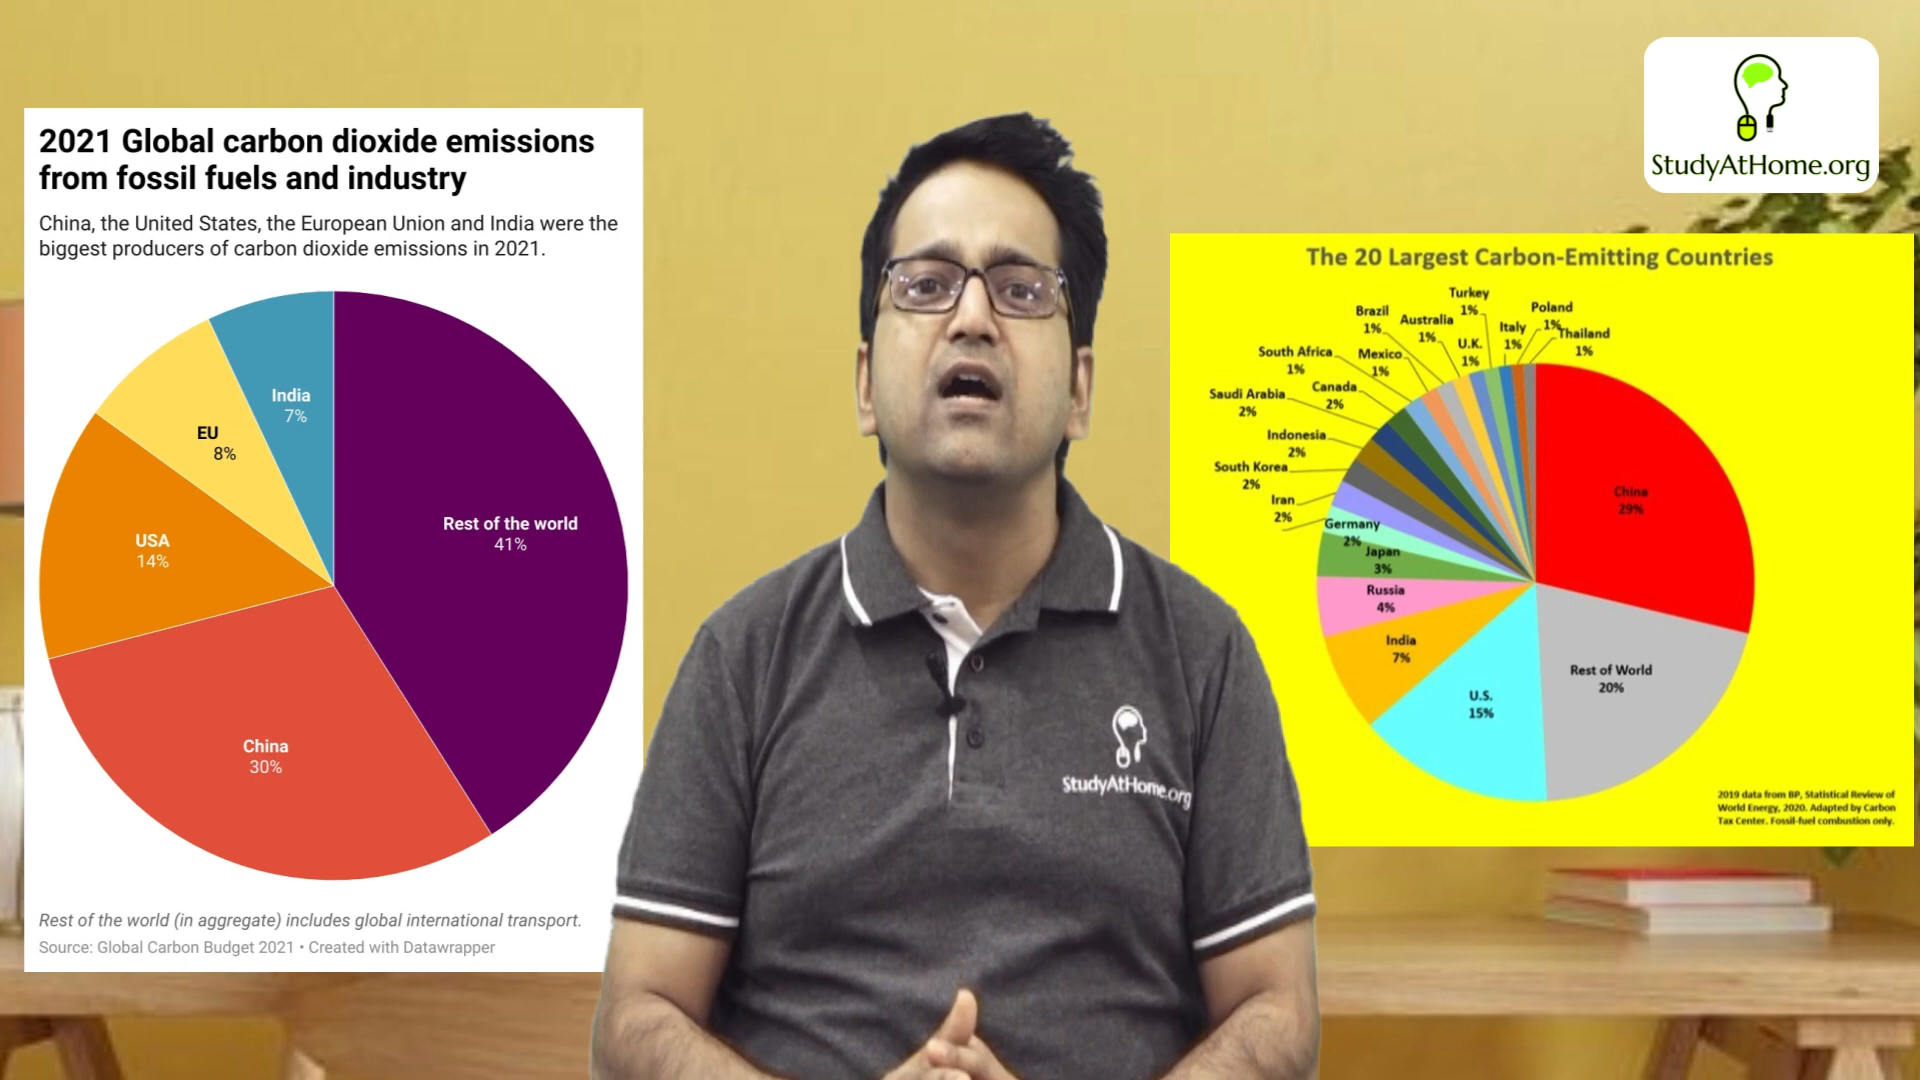 2021 Global carbon dioxide emissions
from fossil fuels and industry
China, the United States, the European Union and India were the
biggest producers of carbon dioxide emissions in 2021.
India
7%
EU
8%
USA
14%
Rest of the world
41%
China
30%
Rest of the world (in aggregate) includes global international transport.
Source: Global Carbon Budget 2021 • Created with Datawrapper
StudyAtHome.org
StudyAtHome.org
The 20 Largest Carbon-Emitting Countries
Turkey
1%
Poland
1%
Brazil
1%
Australia
1%
Italy
1%
Thailand
1%
U.K.
1%
South Africa
1%
Mexico
1%
Canada
2%
Saudi Arabia
2%
Indonesia
2%
South Korea
2%
Iran
2%
Germany
2%
Japan
3%
Russia
4%
India
7%
U.S.
15%
China
29%
Rest of World
20%
2019 data from BP, Statistical Review of
World Energy, 2020. Adapted by Carbon
Tax Center. Fossil-fuel combustion only.